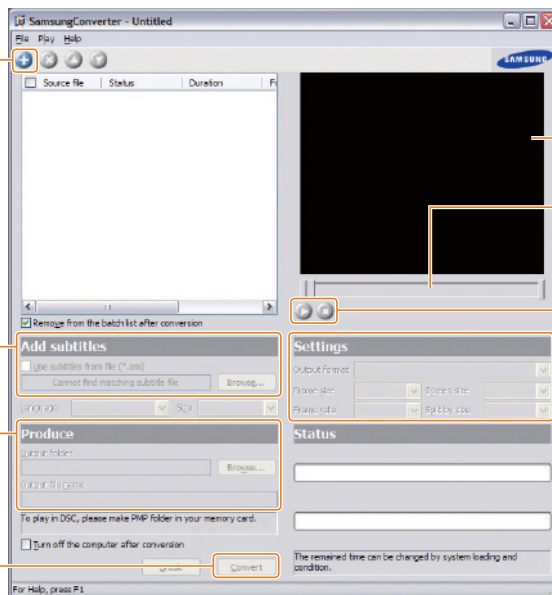 SamsungConverter - Untitled
File Play Help
SAMSUNG
Source file Status Duration
Remove from the batch list after conversion
Add subtitles
Use subtitles from file (*.smi)
Cannot find matching subtitle file Browse...
Language Size
Settings
Output format
Frame size Screen size
Frame rate Split by size
Produce
Output folder
Browse...
Output file name
To play in DSC, please make PMP folder in your memory card.
Turn off the computer after conversion
Convert
Status
The remained time can be changed by system loading and
condition.
For Help, press F1